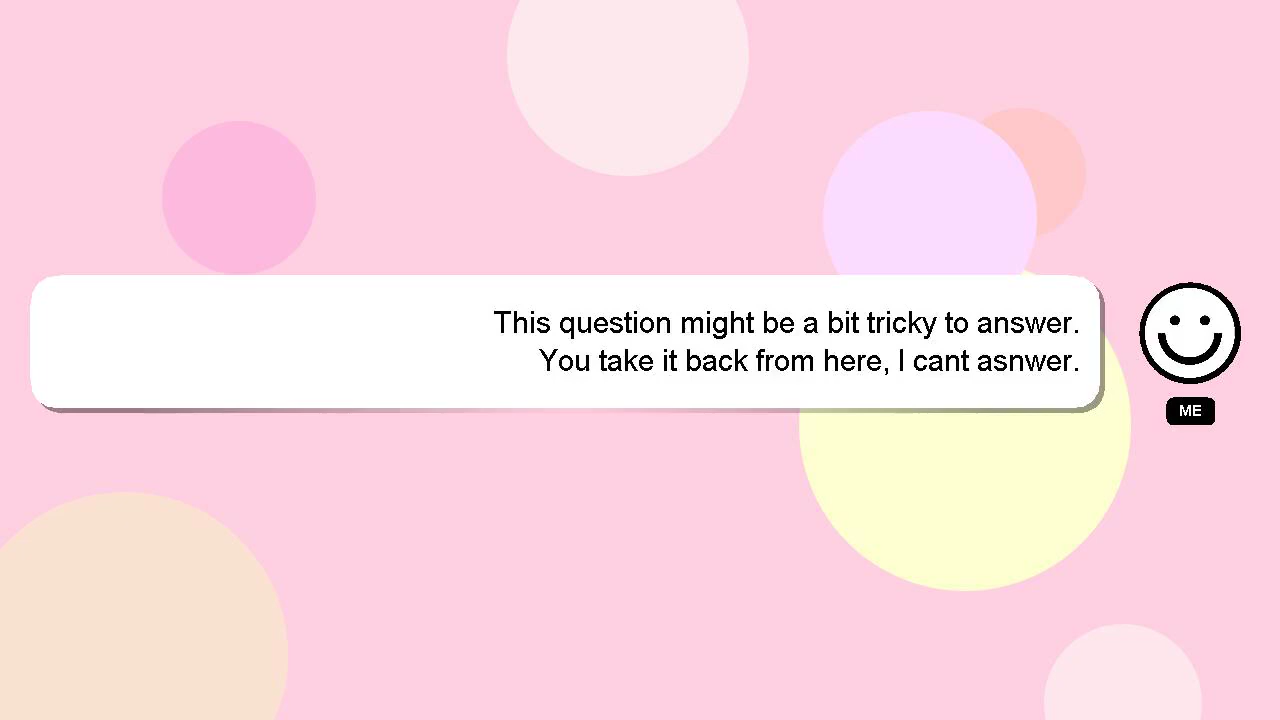 This question might be a bit tricky to answer.
You take it back from here, I cant asnwer.
ME